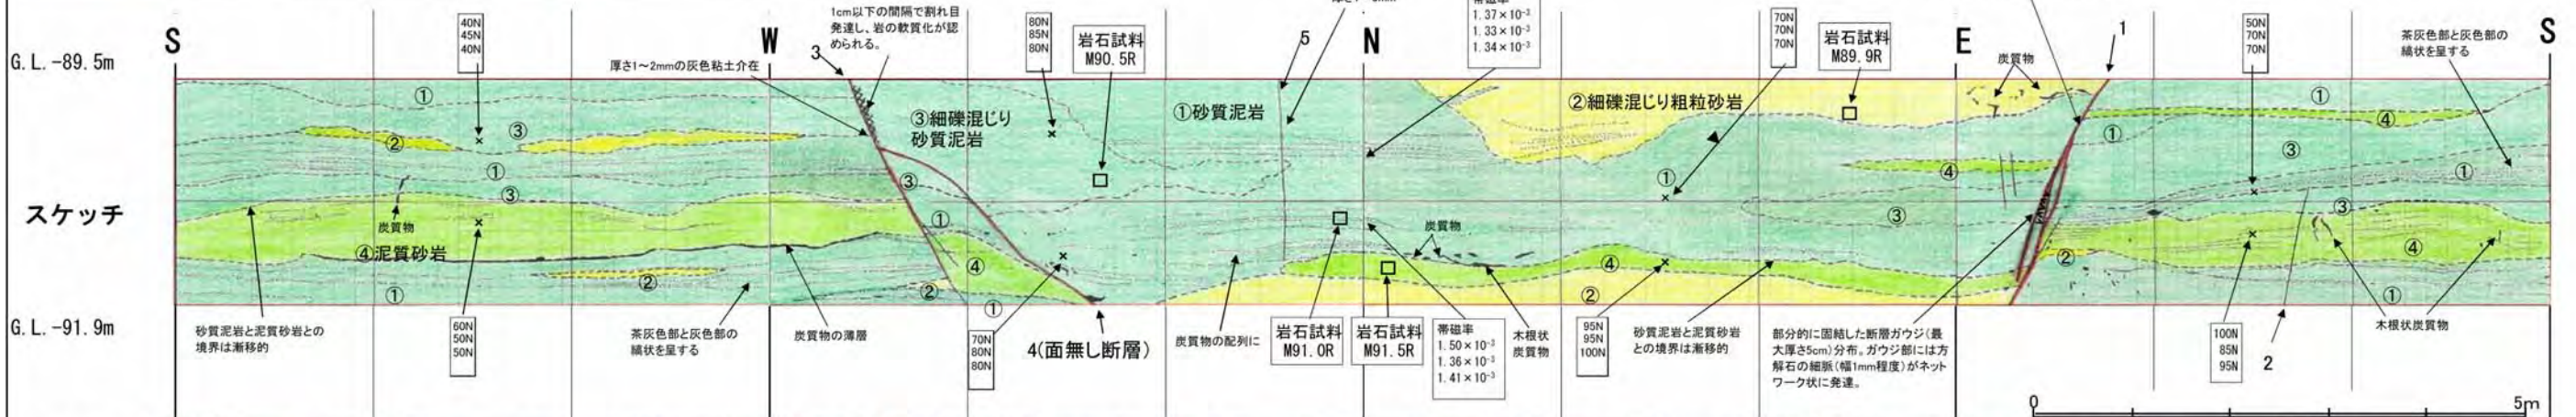 1cm以下の間隔で割れ目
発達し、岩の軟質化が認
められる。
帯磁率
1.37×10⁻³
1.33×10⁻³
1.34×10⁻³
S
W
N
E
S
G.L.-89.5m
40N
45N
40N
3
厚さ1～2mmの灰色粘土介在
80N
85N
80N
岩石試料
M90.5R
5
70N
70N
70N
岩石試料
M89.9R
炭質物
1
50N
70N
70N
茶灰色部と灰色部の
縞状を呈する
①
②
③
①
③
③細礫混じり
砂質泥岩
①砂質泥岩
②細礫混じり粗粒砂岩
①
④
①
③
④
①
スケッチ
炭質物
④泥質砂岩
②
①
③
①
④
②
①
炭質物
④
②
①
③
②
③
④
①
G.L.-91.9m
砂質泥岩と泥質砂岩との
境界は漸移的
60N
50N
50N
茶灰色部と灰色部の
縞状を呈する
炭質物の薄層
70N
80N
80N
4(面無し断層)
炭質物の配列に
岩石試料
M91.0R
岩石試料
M91.5R
帯磁率
1.50×10⁻³
1.36×10⁻³
1.41×10⁻³
木根状
炭質物
95N
95N
100N
砂質泥岩と泥質砂岩
との境界は漸移的
部分的に固結した断層ガウジ(最
大厚さ5cm)分布。ガウジ部には方
解石の細脈(幅1mm程度)がネット
ワーク状に発達。
100N
85N
95N
2
木根状炭質物
0
5m